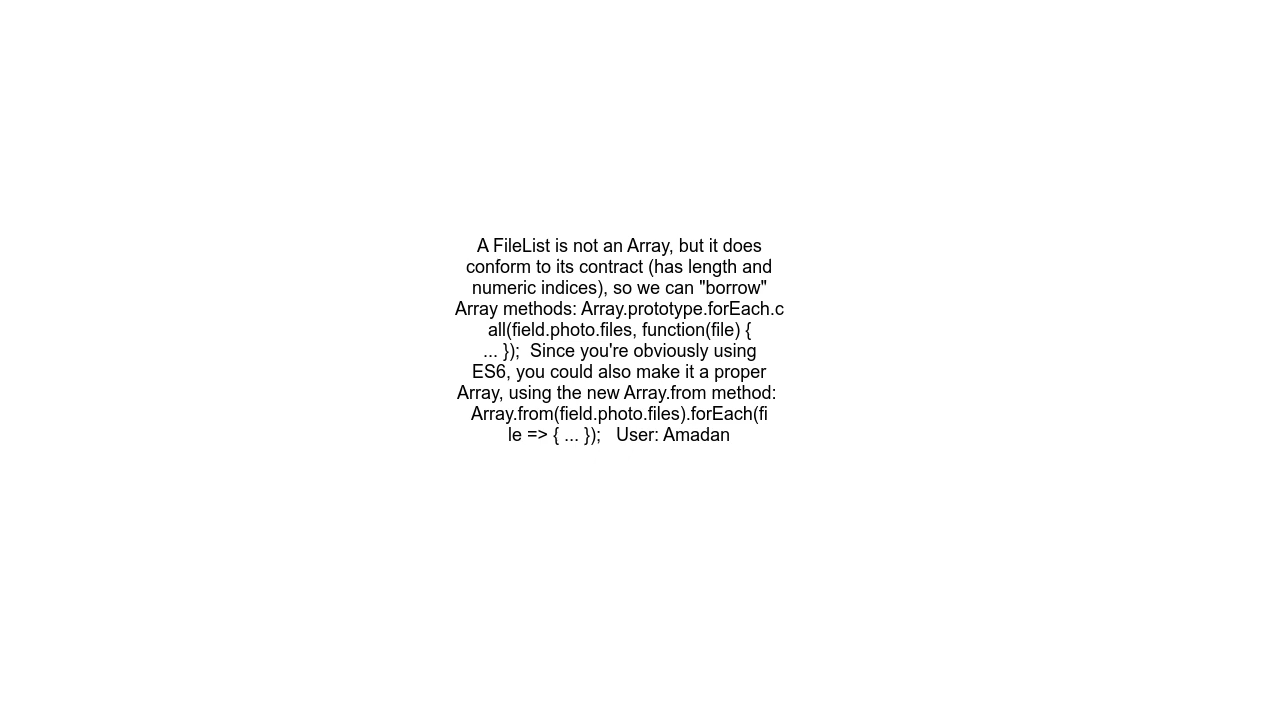 A FileList is not an Array, but it does
conform to its contract (has length and
numeric indices), so we can "borrow"
Array methods: Array.prototype.forEach.c
all(field.photo.files, function(file) {
... });  Since you're obviously using
ES6, you could also make it a proper
Array, using the new Array.from method:
Array.from(field.photo.files).forEach(fi
le => { ... });   User: Amadan